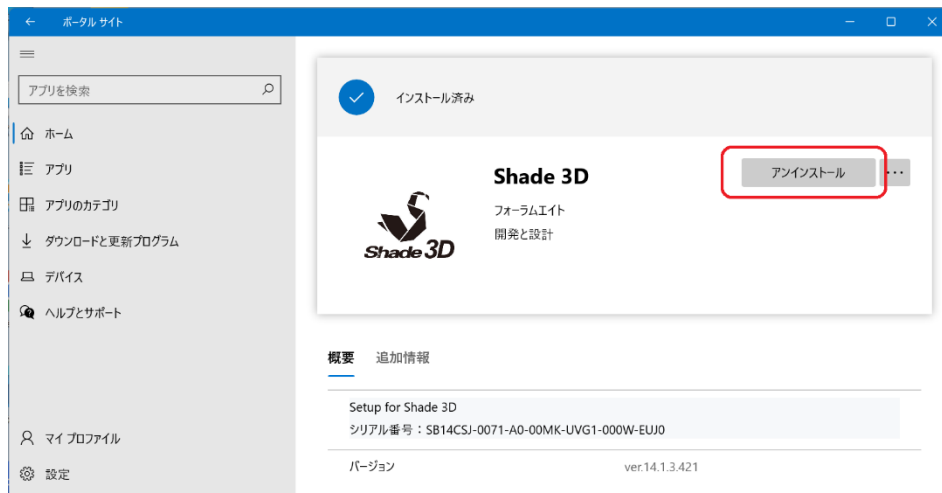 ポータル サイト
アプリを検索
ホーム
アプリ
アプリのカテゴリ
ダウンロードと更新プログラム
デバイス
ヘルプとサポート
マイ プロファイル
設定
インストール済み
Shade 3D
Shade 3D
フォーラムエイト
開発と設計
アンインストール
...
概要 追加情報
Setup for Shade 3D
シリアル番号：SB14CSJ-0071-A0-00MK-UVG1-000W-EUJ0
バージョン ver.14.1.3.421